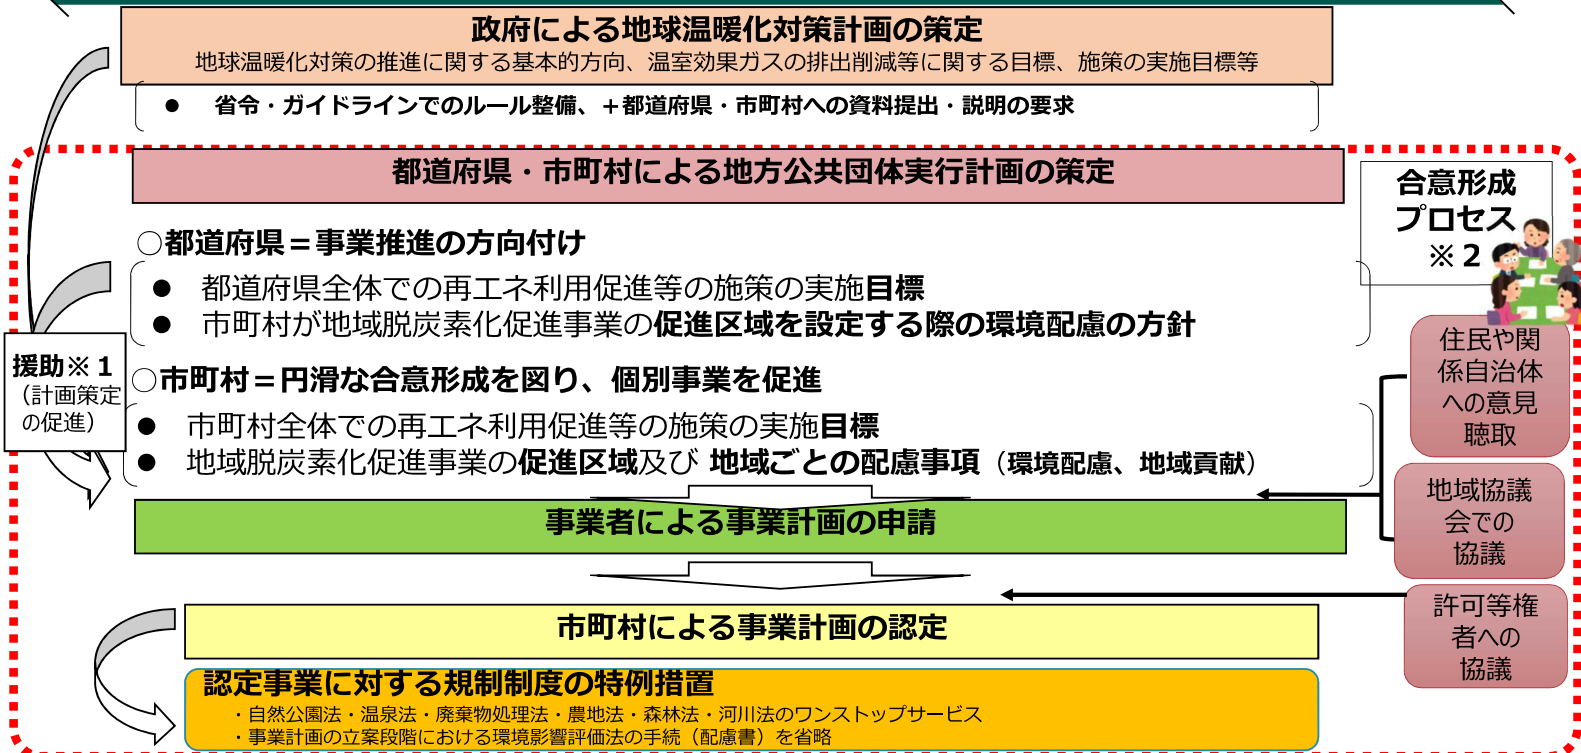 政府による地球温暖化対策計画の策定
地球温暖化対策の推進に関する基本的方向、温室効果ガスの排出削減等に関する目標、施策の実施目標等
● 省令・ガイドラインでのルール整備、＋都道府県・市町村への資料提出・説明の要求
都道府県・市町村による地方公共団体実行計画の策定
合意形成
プロセス
※２
○都道府県＝事業推進の方向付け
● 都道府県全体での再エネ利用促進等の施策の実施目標
● 市町村が地域脱炭素化促進事業の促進区域を設定する際の環境配慮の方針
援助※１
（計画策定
の促進）
○市町村＝円滑な合意形成を図り、個別事業を促進
● 市町村全体での再エネ利用促進等の施策の実施目標
● 地域脱炭素化促進事業の促進区域及び 地域ごとの配慮事項（環境配慮、地域貢献）
住民や関
係自治体
への意見
聴取
地域協議
会での
協議
事業者による事業計画の申請
許可等権
者への
協議
市町村による事業計画の認定
認定事業に対する規制制度の特例措置
・自然公園法・温泉法・廃棄物処理法・農地法・森林法・河川法のワンストップサービス
・事業計画の立案段階における環境影響評価法の手続（配慮書）を省略